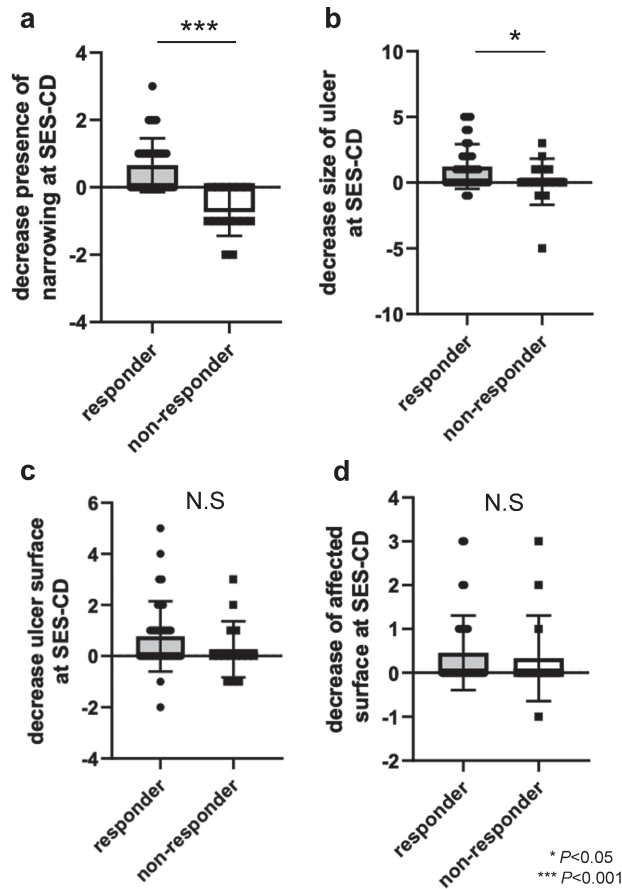 a
***
decrease presence of
narrowing at SES-CD
4
2
0
-2
-4
responder
non-responder
b
*
decrease size of ulcer
at SES-CD
10
5
0
-5
-10
responder
non-responder
c
N.S
decrease ulcer surface
at SES-CD
6
4
2
0
-2
-4
responder
non-responder
d
N.S
decrease of affected
surface at SES-CD
4
3
2
1
0
-1
-2
responder
non-responder
* P<0.05
*** P<0.001